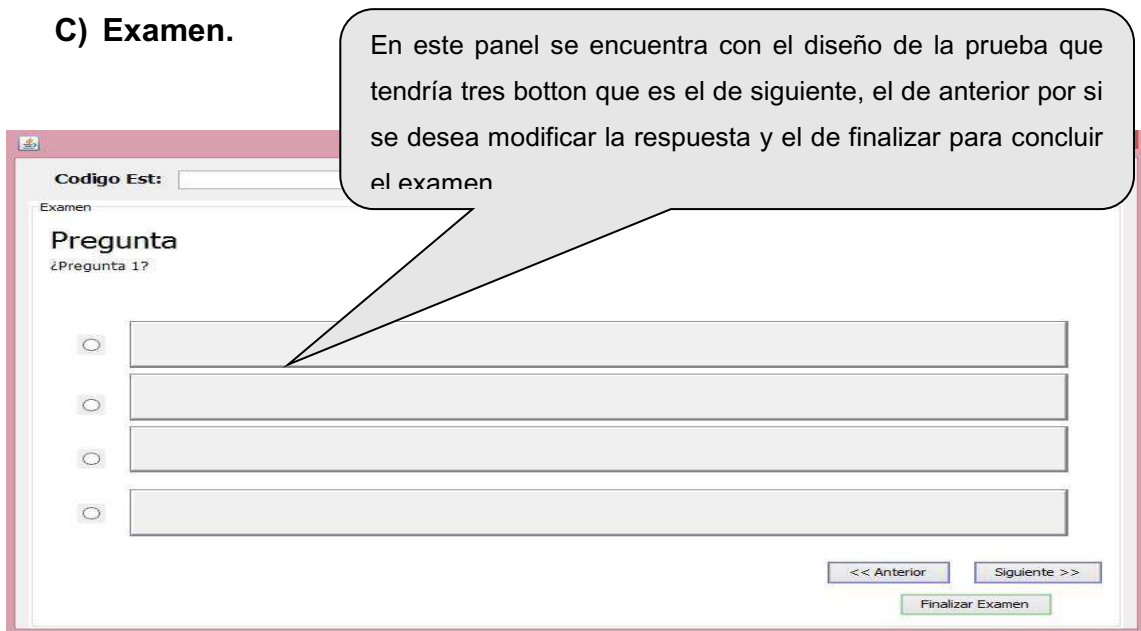 C) Examen.
En este panel se encuentra con el diseño de la prueba que
tendría tres botton que es el de siguiente, el de anterior por si
se desea modificar la respuesta y el de finalizar para concluir
el examen
Codigo Est:
Examen
Pregunta
¿Pregunta 1?
<< Anterior
Siguiente >>
Finalizar Examen